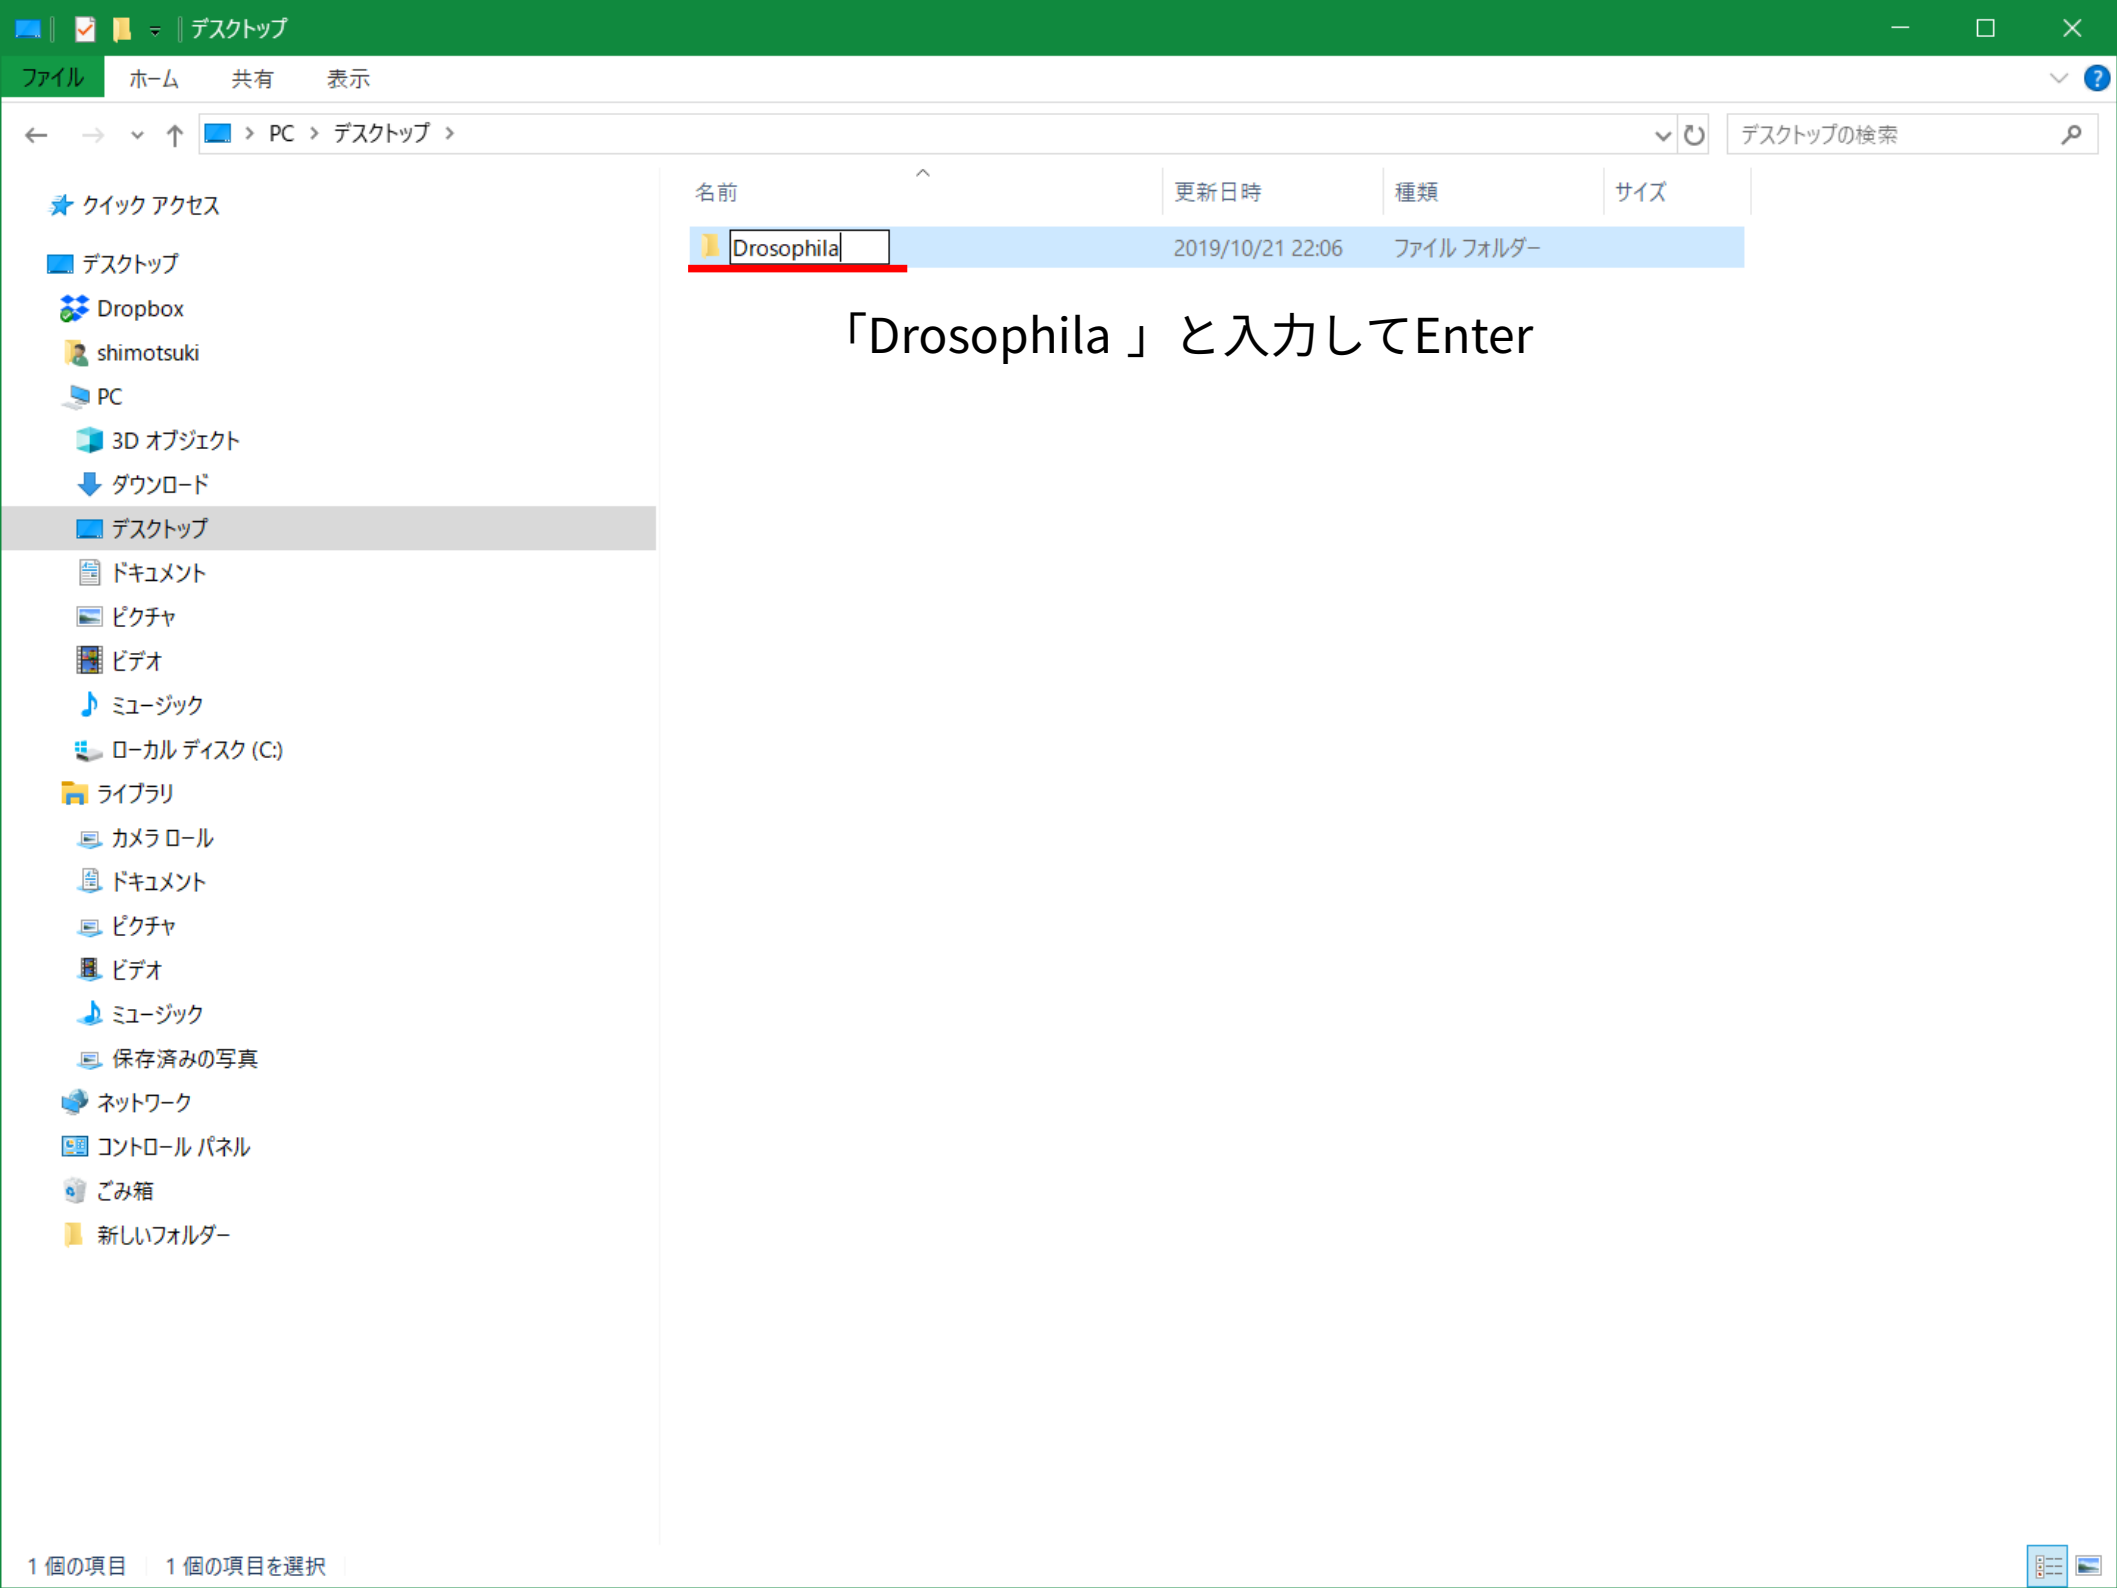 デスクトップ
ファイル ホーム 共有 表示
PC デスクトップ
デスクトップの検索
クイック アクセス
デスクトップ
Dropbox
shimotsuki
PC
3D オブジェクト
ダウンロード
デスクトップ
ドキュメント
ピクチャ
ビデオ
ミュージック
ローカル ディスク (C:)
ライブラリ
カメラ ロール
ドキュメント
ピクチャ
ビデオ
ミュージック
保存済みの写真
ネットワーク
コントロール パネル
ごみ箱
新しいフォルダー
名前 更新日時 種類 サイズ
Drosophila 2019/10/21 22:06 ファイル フォルダー
「Drosophila 」と入力してEnter
1 個の項目 1 個の項目を選択